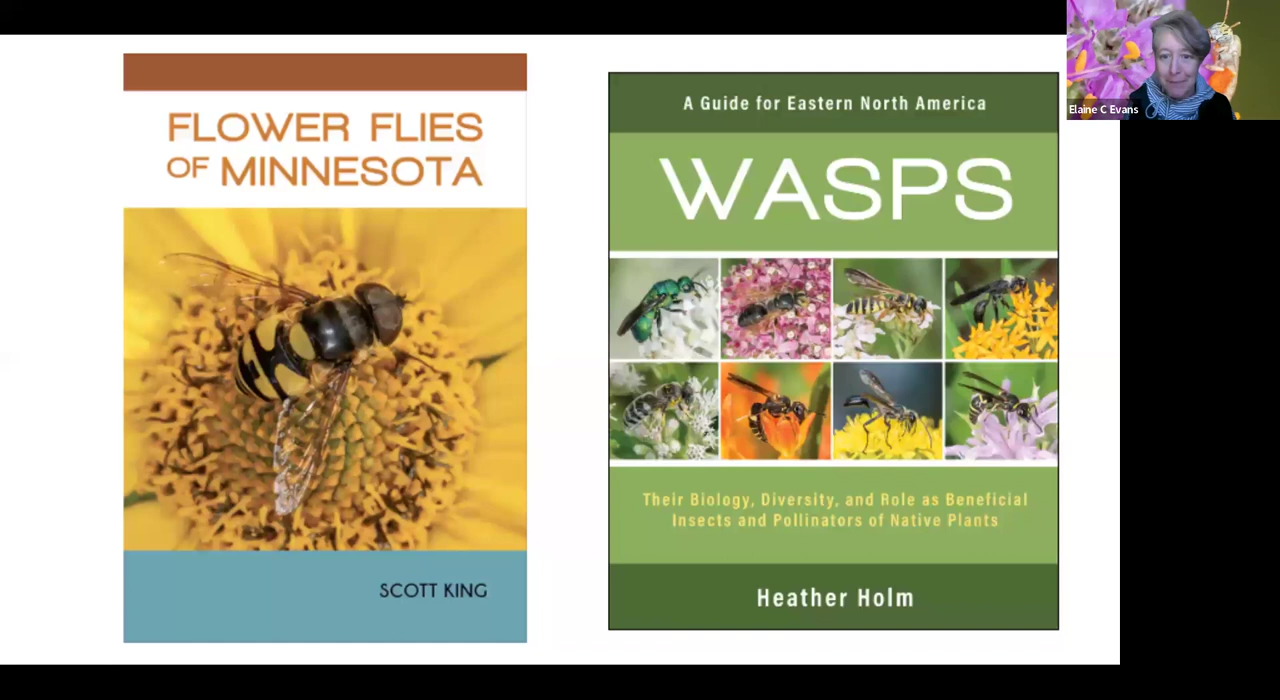 FLOWER FLIES
OF MINNESOTA
SCOTT KING
A Guide for Eastern North America
WASPS
Their Biology, Diversity, and Role as Beneficial
Insects and Pollinators of Native Plants
Heather Holm
Elaine C Evans